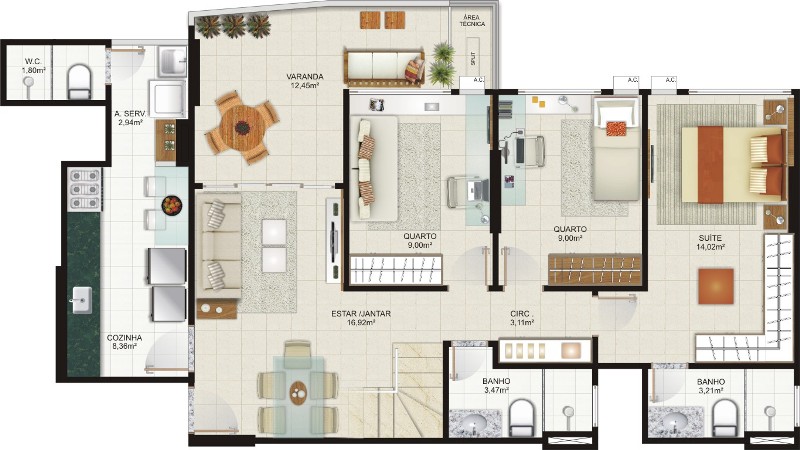 ÁREA
TÉCNICA
SPLIT
W.C.
1.80m²
VARANDA
12,45m²
A.C.
A.C.
A.C.
A. SERV.
2,94m²
QUARTO
9,00m²
QUARTO
9,00m²
SUÍTE
14,02m²
ESTAR /JANTAR
16,92m²
CIRC .
3,11m²
COZINHA
8,36m²
BANHO
3,47m²
BANHO
3,21m²